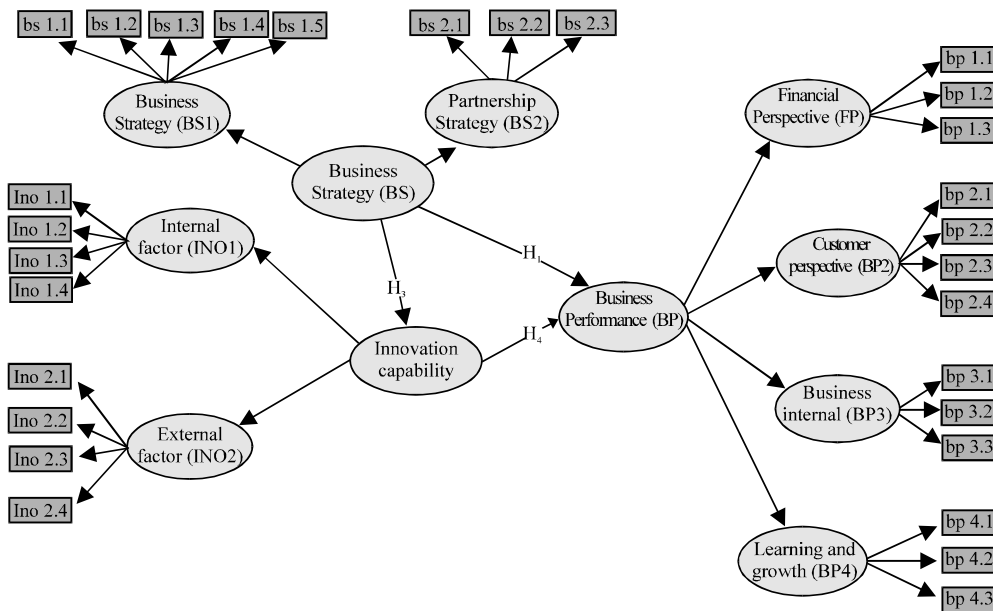 bs 1.1
bs 1.2
bs 1.3
bs 1.4
bs 1.5
bs 2.1
bs 2.2
bs 2.3
Business
Strategy (BS1)
Partnership
Strategy (BS2)
Business
Strategy (BS)
Financial
Perspective (FP)
bp 1.1
bp 1.2
bp 1.3
Ino 1.1
Ino 1.2
Ino 1.3
Ino 1.4
Internal
factor (INO1)
H₁
H₃
H₄
Customer
perspective (BP2)
bp 2.1
bp 2.2
bp 2.3
bp 2.4
Business
Performance (BP)
Innovation
capability
Ino 2.1
Ino 2.2
Ino 2.3
Ino 2.4
External
factor (INO2)
Business
internal (BP3)
bp 3.1
bp 3.2
bp 3.3
Learning and
growth (BP4)
bp 4.1
bp 4.2
bp 4.3